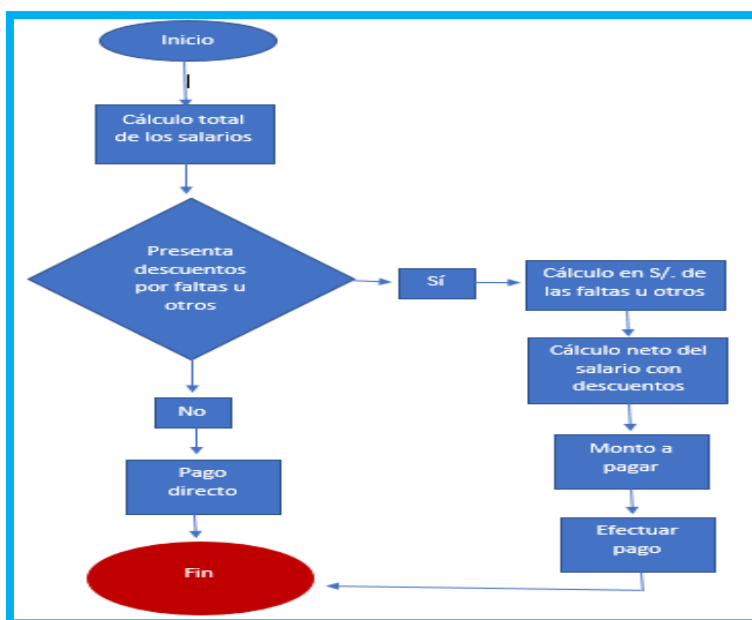 Inicio
Cálculo total
de los salarios
Presenta
descuentos
por faltas u
otros
Sí
Cálculo en S/. de
las faltas u otros
Cálculo neto del
salario con
descuentos
No
Monto a
pagar
Pago
directo
Efectuar
pago
Fin